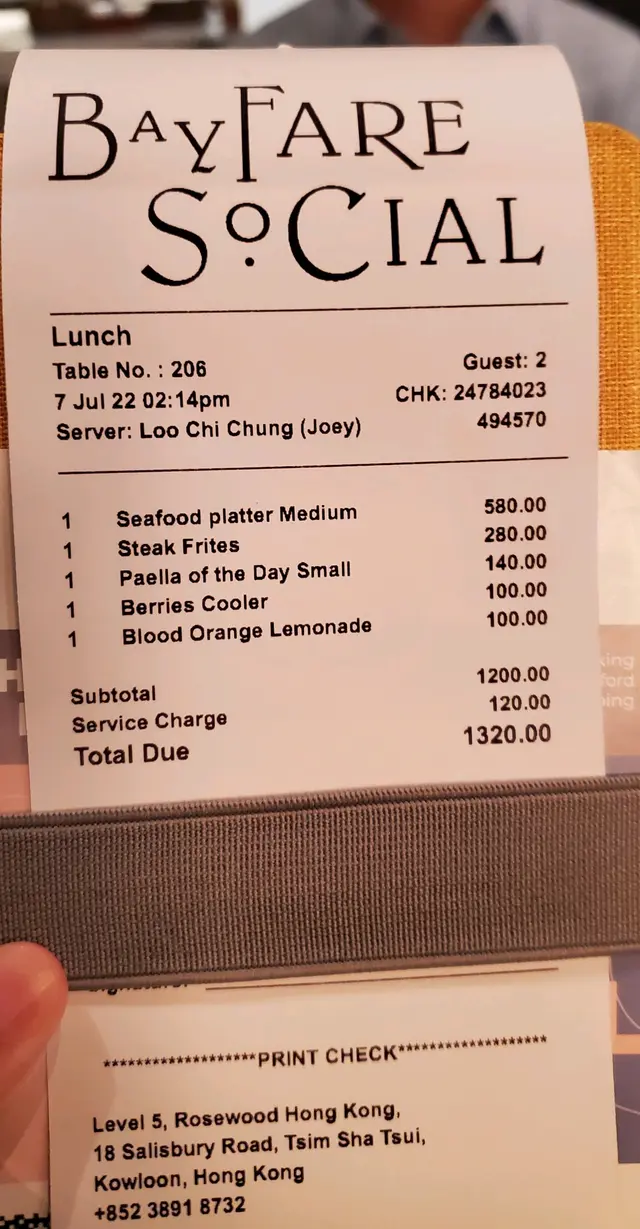 BAYFARE
SOCIAL
Lunch
Table No. : 206 Guest: 2
7 Jul 22 02:14pm CHK: 24784023
Server: Loo Chi Chung (Joey) 494570
1 Seafood platter Medium 580.00
1 Steak Frites 280.00
1 Paella of the Day Small 140.00
1 Berries Cooler 100.00
1 Blood Orange Lemonade 100.00
Subtotal 1200.00
Service Charge 120.00
Total Due 1320.00
*******************PRINT CHECK*******************
Level 5, Rosewood Hong Kong,
18 Salisbury Road, Tsim Sha Tsui,
Kowloon, Hong Kong
+852 3891 8732